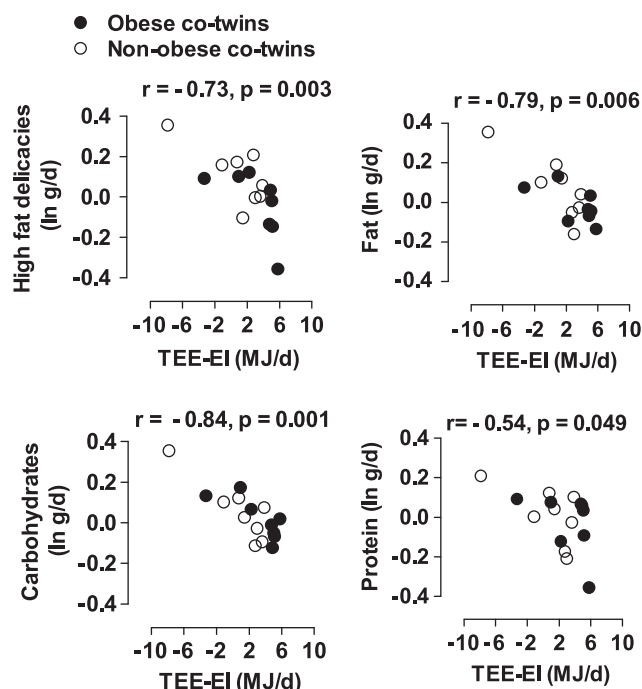 Obese co-twins
Non-obese co-twins
r = - 0.73, p = 0.003
High fat delicacies
(ln g/d)
0.4
0.2
0.0
-0.2
-0.4
-10 -6 -2 2 6 10
TEE-EI (MJ/d)
r = - 0.79, p = 0.006
Fat (ln g/d)
0.4
0.2
0.0
-0.2
-0.4
-10 -6 -2 2 6 10
TEE-EI (MJ/d)
r = - 0.84, p = 0.001
Carbohydrates
(ln g/d)
0.4
0.2
0.0
-0.2
-0.4
-10 -6 -2 2 6 10
TEE-EI (MJ/d)
r= - 0.54, p = 0.049
Protein (ln g/d)
0.4
0.2
0.0
-0.2
-0.4
-10 -6 -2 2 6 10
TEE-EI (MJ/d)